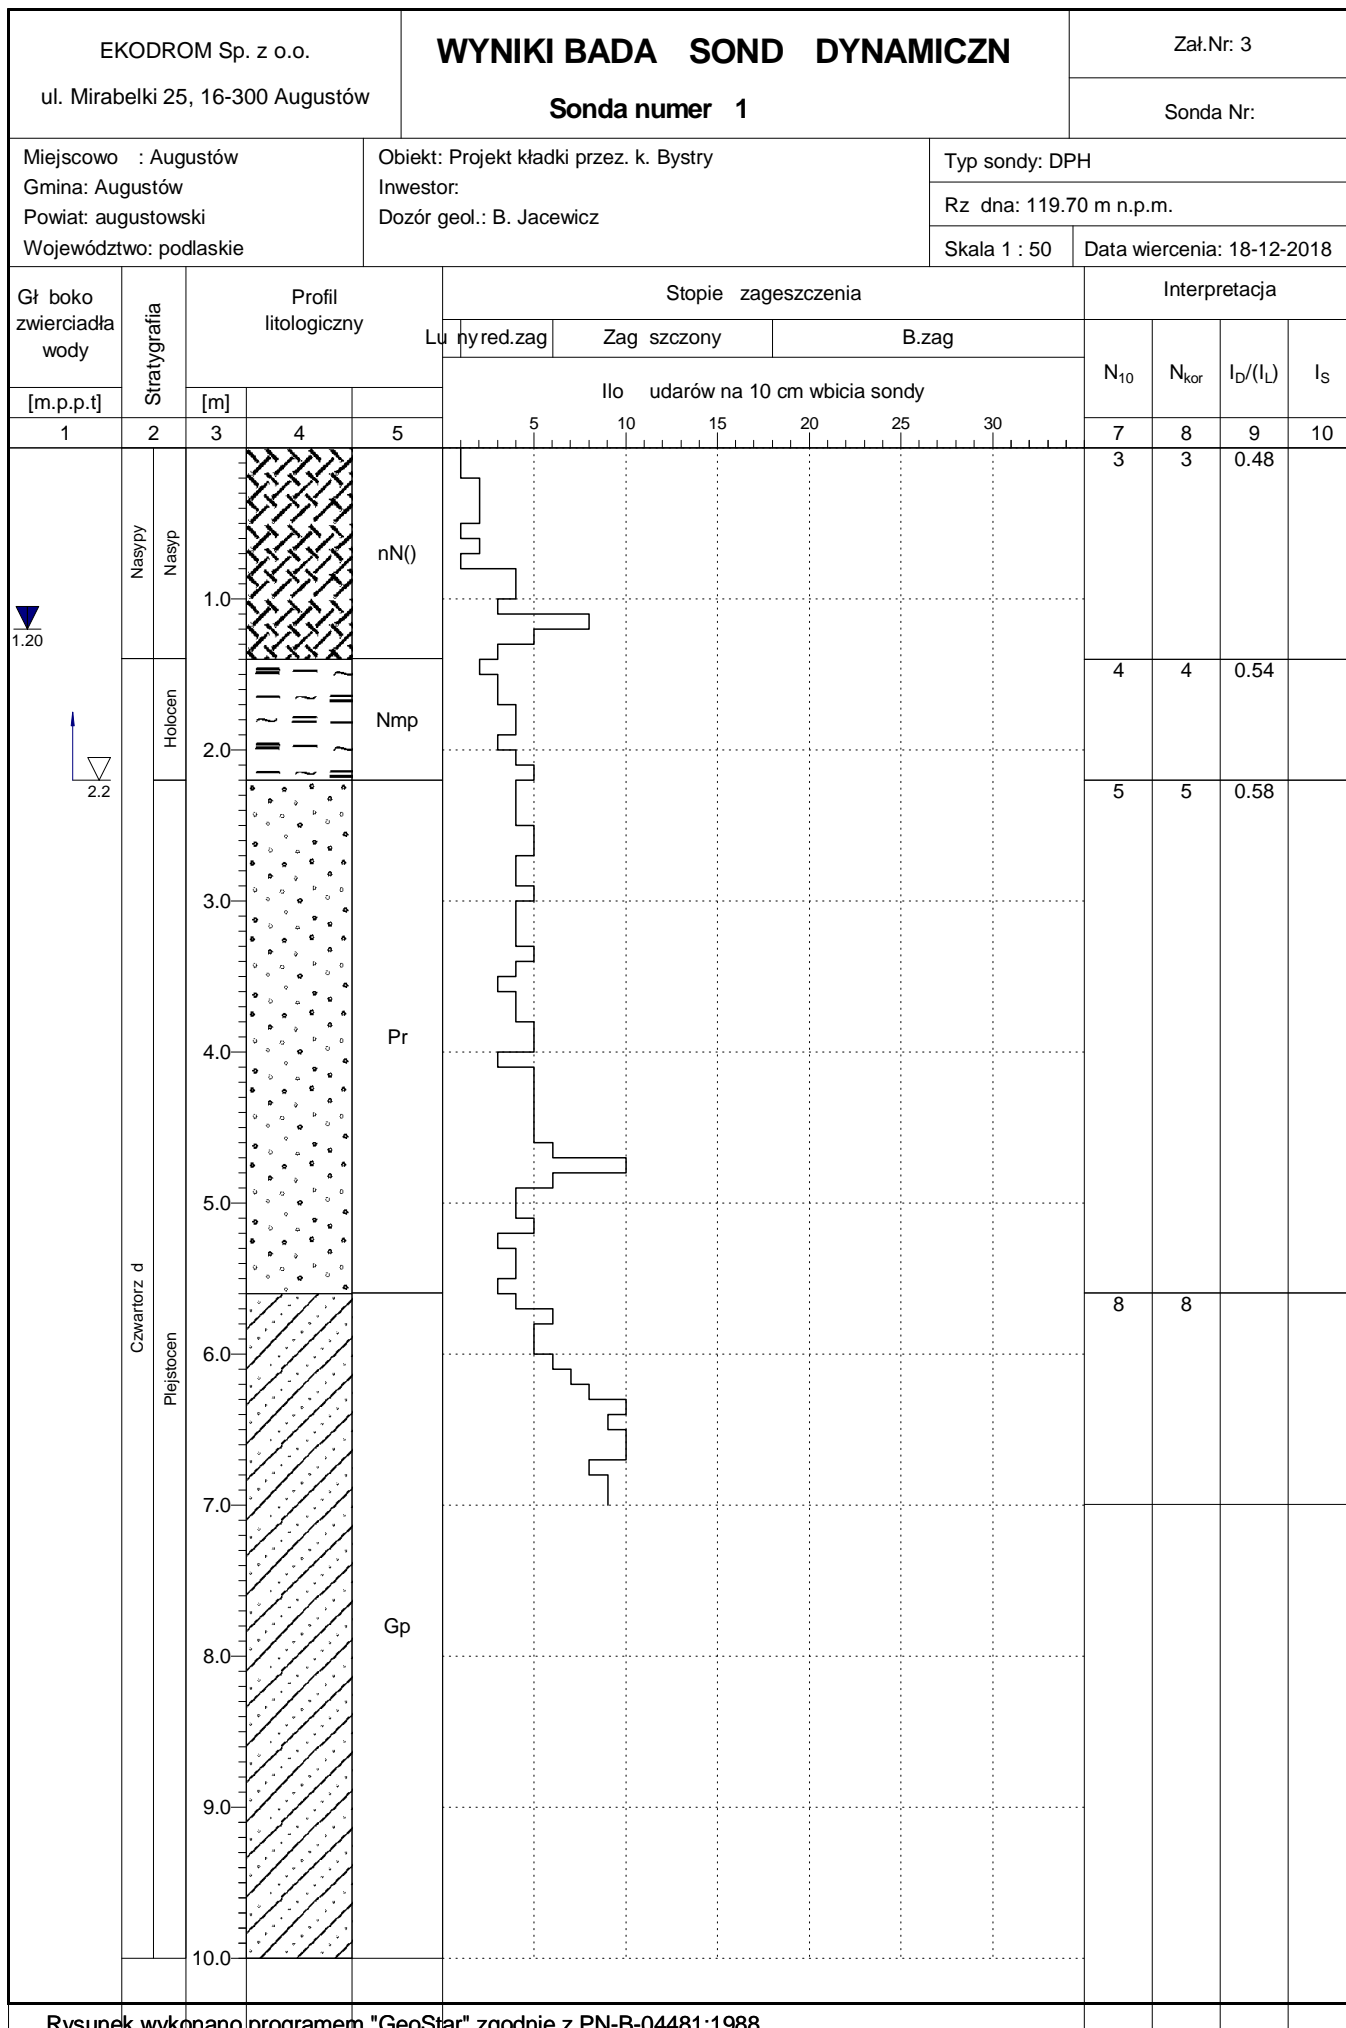 EKODROM Sp. z o.o.
ul. Mirabelki 25, 16-300 Augustów
WYNIKI BADA SOND DYNAMICZN
Sonda numer 1
Zał.Nr: 3
Sonda Nr:
Miejscowo : Augustów
Gmina: Augustów
Powiat: augustowski
Województwo: podlaskie
Obiekt: Projekt kładki przez. k. Bystry
Inwestor:
Dozór geol.: B. Jacewicz
Typ sondy: DPH
Rz dna: 119.70 m n.p.m.
Skala 1 : 50
Data wiercenia: 18-12-2018
Gł boko
zwierciadła
wody
[m.p.p.t]
Stratygrafia
Profil
litologiczny
[m]
Stopie zageszczenia
Lu ny red.zag Zag szczony B.zag
Ilo udarów na 10 cm wbicia sondy
5 10 15 20 25 30
Interpretacja
N10 Nkor ID/(IL) IS
1 2 3 4 5 7 8 9 10
3 3 0.48
Nasypy
Nasyp
nN()
1.0
1.20
4 4 0.54
Holocen
Nmp
2.0
2.2
5 5 0.58
3.0
Pr
4.0
5.0
Czwartorz d
Plejstocen
8 8
6.0
7.0
Gp
8.0
9.0
10.0
Rysunek wykonano programem "GeoStar" zgodnie z PN-B-04481:1988